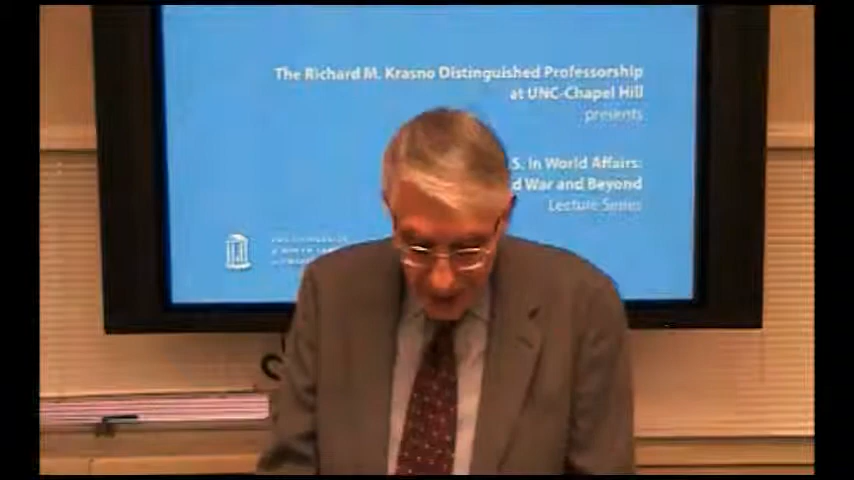 The Richard M. Krasno Distinguished Professorship
at UNC-Chapel Hill
presents
S. in World Affairs:
d War and Beyond
Lecture Series